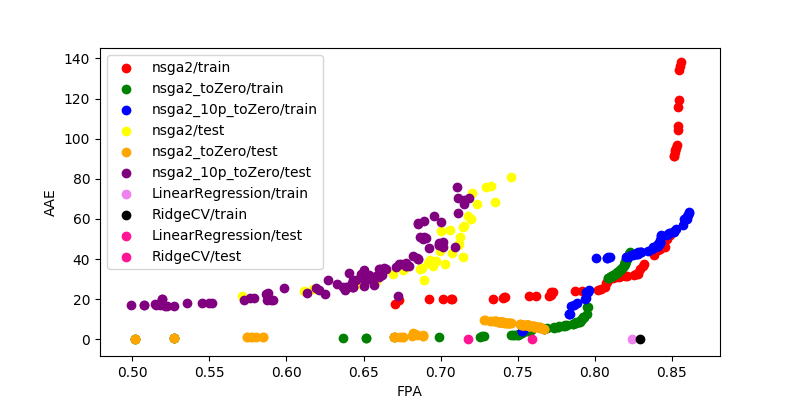 140
120
100
80
60
40
20
0
AAE
nsga2/train
nsga2_toZero/train
nsga2_10p_toZero/train
nsga2/test
nsga2_toZero/test
nsga2_10p_toZero/test
LinearRegression/train
RidgeCV/train
LinearRegression/test
RidgeCV/test
0.50 0.55 0.60 0.65 0.70 0.75 0.80 0.85
FPA